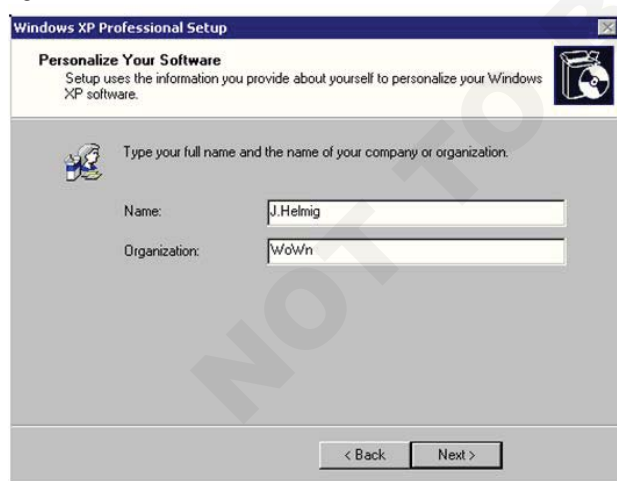 Windows XP Professional Setup
Personalize Your Software
Setup uses the information you provide about yourself to personalize your Windows
XP software.
Type your full name and the name of your company or organization.
Name:
J.Helmig
Organization:
WoWn
< Back
Next >
NOT TO B